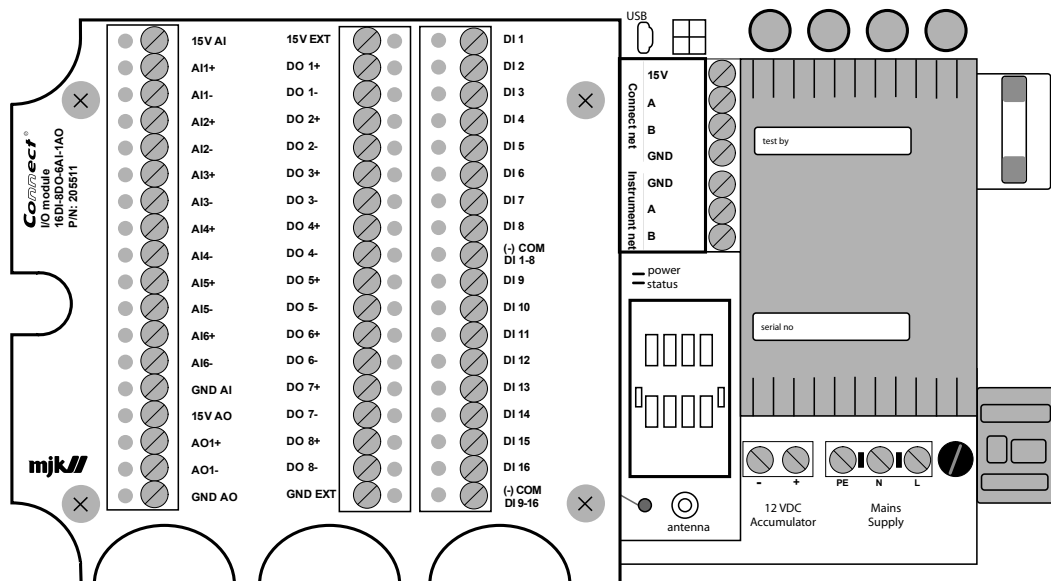 Connect®
I/O module
16DI-8DO-6AI-1AO
P/N: 205511
mjk
15V AI
AI1+
AI1-
AI2+
AI2-
AI3+
AI3-
AI4+
AI4-
AI5+
AI5-
AI6+
AI6-
GND AI
15V AO
AO1+
AO1-
GND AO
15V EXT
DO 1+
DO 1-
DO 2+
DO 2-
DO 3+
DO 3-
DO 4+
DO 4-
DO 5+
DO 5-
DO 6+
DO 6-
DO 7+
DO 7-
DO 8+
DO 8-
GND EXT
DI 1
DI 2
DI 3
DI 4
DI 5
DI 6
DI 7
DI 8
(-) COM
DI 1-8
DI 9
DI 10
DI 11
DI 12
DI 13
DI 14
DI 15
DI 16
(-) COM
DI 9-16
USB
Connect net
15V
A
B
GND
Instrument net
GND
A
B
power
status
antenna
test by
serial no
- +
12 VDC
Accumulator
PE N L
Mains
Supply